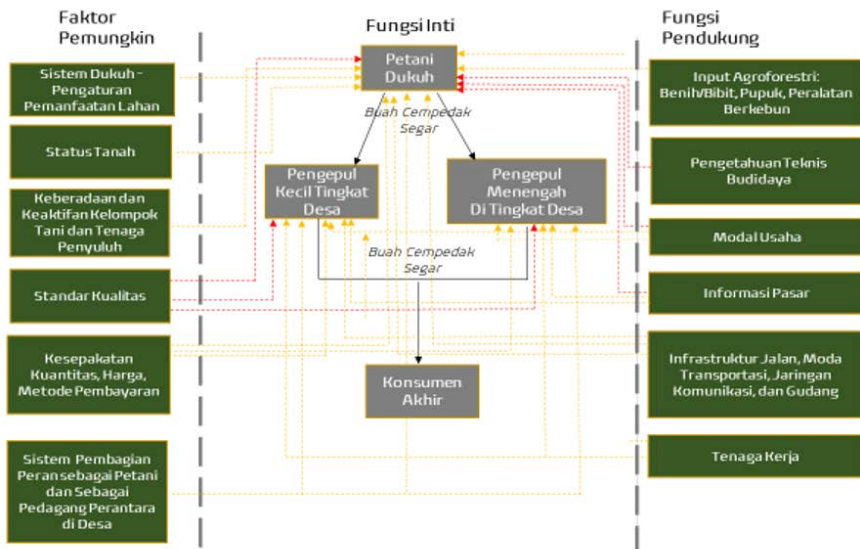 Faktor
Pemungkin
Sistem Dukuh –
Pengaturan
Pemanfaatan Lahan
Status Tanah
Keberadaan dan
Keaktifan Kelompok
Tani dan Tenaga
Penyuluh
Standar Kualitas
Kesepakatan
Kuantitas, Harga,
Metode Pembayaran
Sistem Pembagian
Peran sebagai Petani
dan Sebagai
Pedagang Perantara
di Desa
Fungsi Inti
Petani
Dukuh
Buah Cempedak
Segar
Pengepul
Kecil Tingkat
Desa
Pengepul
Menengah
Di Tingkat Desa
Buah Cempedak
Segar
Konsumen
Akhir
Fungsi
Pendukung
Input Agroforestri:
Benih/Bibit, Pupuk, Peralatan
Berkebun
Pengetahuan Teknis
Budidaya
Modal Usaha
Informasi Pasar
Infrastruktur Jalan, Moda
Transportasi, Jaringan
Komunikasi, dan Gudang
Tenaga Kerja